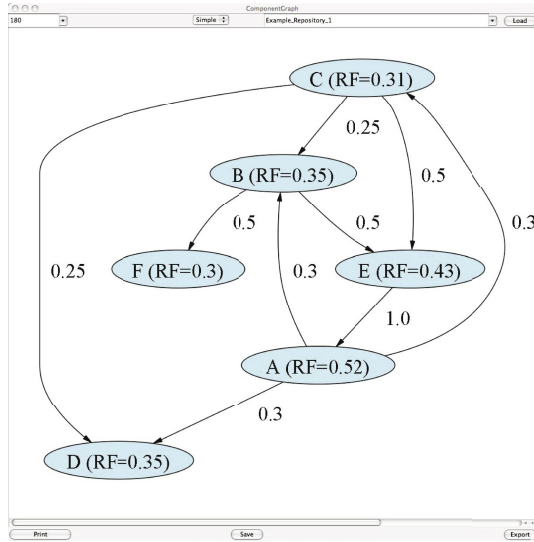 ComponentGraph
180
Simple
Example_Repository_1
Load
C (RF=0.31)
0.25
B (RF=0.35)
0.5
0.3
0.5
0.5
0.25
F (RF=0.3)
0.3
E (RF=0.43)
1.0
A (RF=0.52)
0.3
D (RF=0.35)
Print
Save
Export